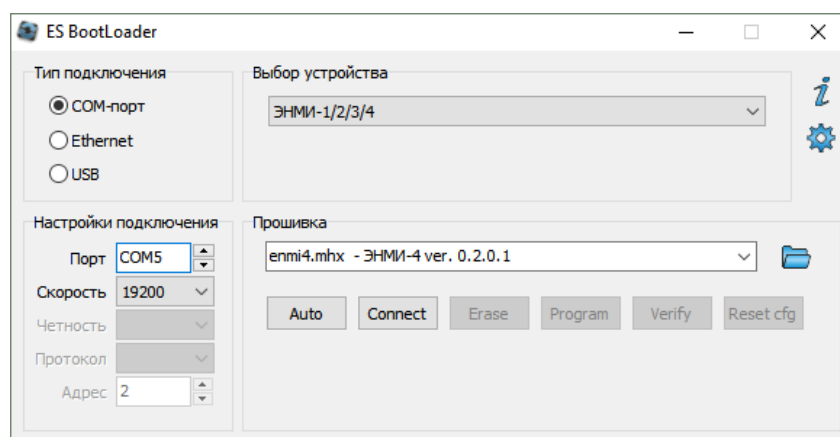 ES BootLoader
Тип подключения
COM-порт
Ethernet
USB
Выбор устройства
ЭНМИ-1/2/3/4
Настройки подключения
Порт COM5
Скорость 19200
Четность
Протокол
Адрес 2
Прошивка
enmi4.mhx - ЭНМИ-4 ver. 0.2.0.1
Auto Connect Erase Program Verify Reset cfg